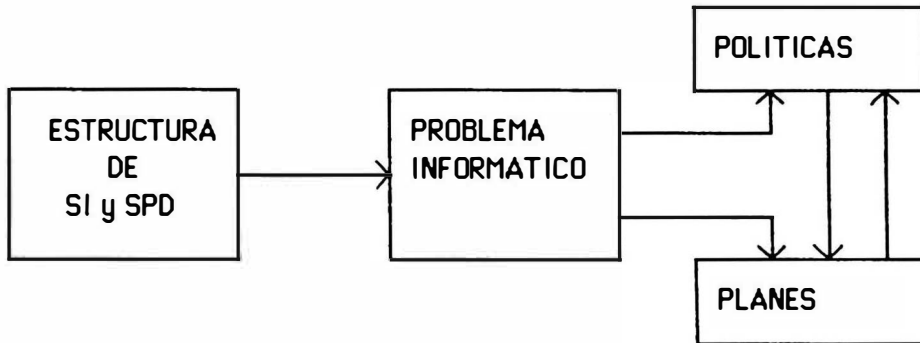 ESTRUCTURA
DE
SI y SPD
PROBLEMA
INFORMATICO
POLITICAS
PLANES